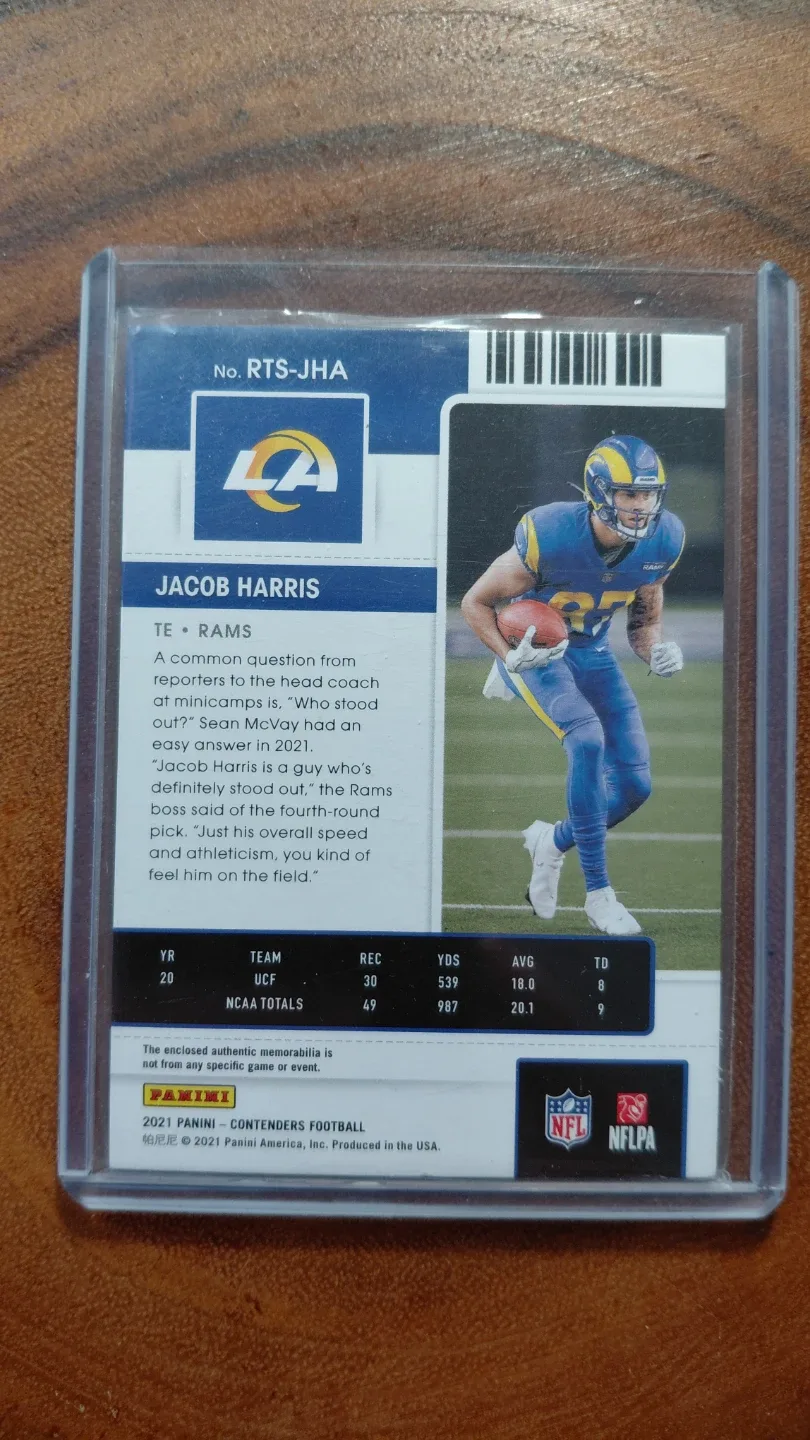 No. RTS-JHA
LA
JACOB HARRIS
TE • RAMS
A common question from
reporters to the head coach
at minicamps is, “Who stood
out?” Sean McVay had an
easy answer in 2021.
“Jacob Harris is a guy who’s
definitely stood out,” the Rams
boss said of the fourth-round
pick. “Just his overall speed
and athleticism, you kind of
feel him on the field.”
RAMS
87
YR TEAM REC YDS AVG TD
20 UCF 30 539 18.0 8
NCAA TOTALS 49 987 20.1 9
The enclosed authentic memorabilia is
not from any specific game or event.
PANINI
2021 PANINI – CONTENDERS FOOTBALL
帕尼尼 © 2021 Panini America, Inc. Produced in the USA.
NFL
NFLPA